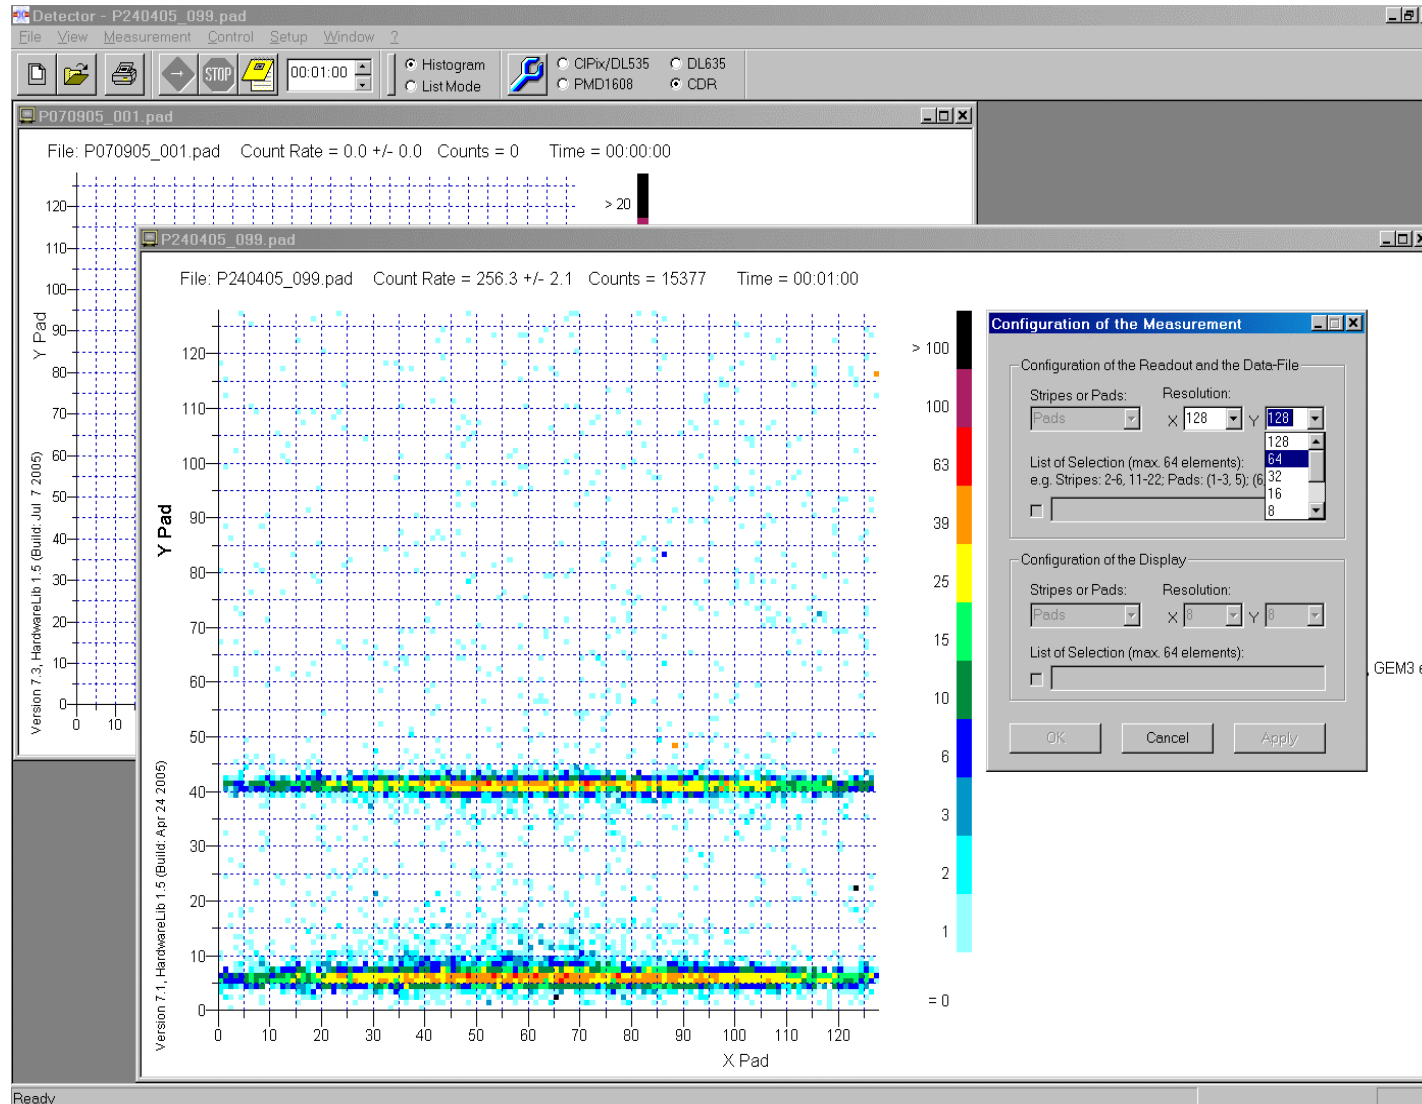 Detector - P240405_099.pad
File View Measurement Control Setup Window ?
00:01:00
Histogram
List Mode
CIPix/DL535
DL635
PMD1608
CDR
P070905_001.pad
File: P070905_001.pad Count Rate = 0.0 +/- 0.0 Counts = 0 Time = 00:00:00
> 20
120
110
100
90
80
70
60
50
40
30
20
10
0
Y Pad
0 10
Version 7.3, HardwareLib 1.5 (Build: Jul 7 2005)
P240405_099.pad
File: P240405_099.pad Count Rate = 256.3 +/- 2.1 Counts = 15377 Time = 00:01:00
120
110
100
90
80
70
60
50
40
30
20
10
0
Y Pad
0 10 20 30 40 50 60 70 80 90 100 110 120
X Pad
Version 7.1, HardwareLib 1.5 (Build: Apr 24 2005)
> 100
100
63
39
25
15
10
6
3
2
1
= 0
Configuration of the Measurement
Configuration of the Readout and the Data-File
Stripes or Pads: Resolution:
Pads X 128 Y 128
128
64
32
16
8
List of Selection (max. 64 elements):
e.g. Stripes: 2-6, 11-22; Pads: (1-3, 5); (6,
Configuration of the Display
Stripes or Pads: Resolution:
Pads X 8 Y 8
List of Selection (max. 64 elements):
OK Cancel Apply
, GEM3
Ready
STOP